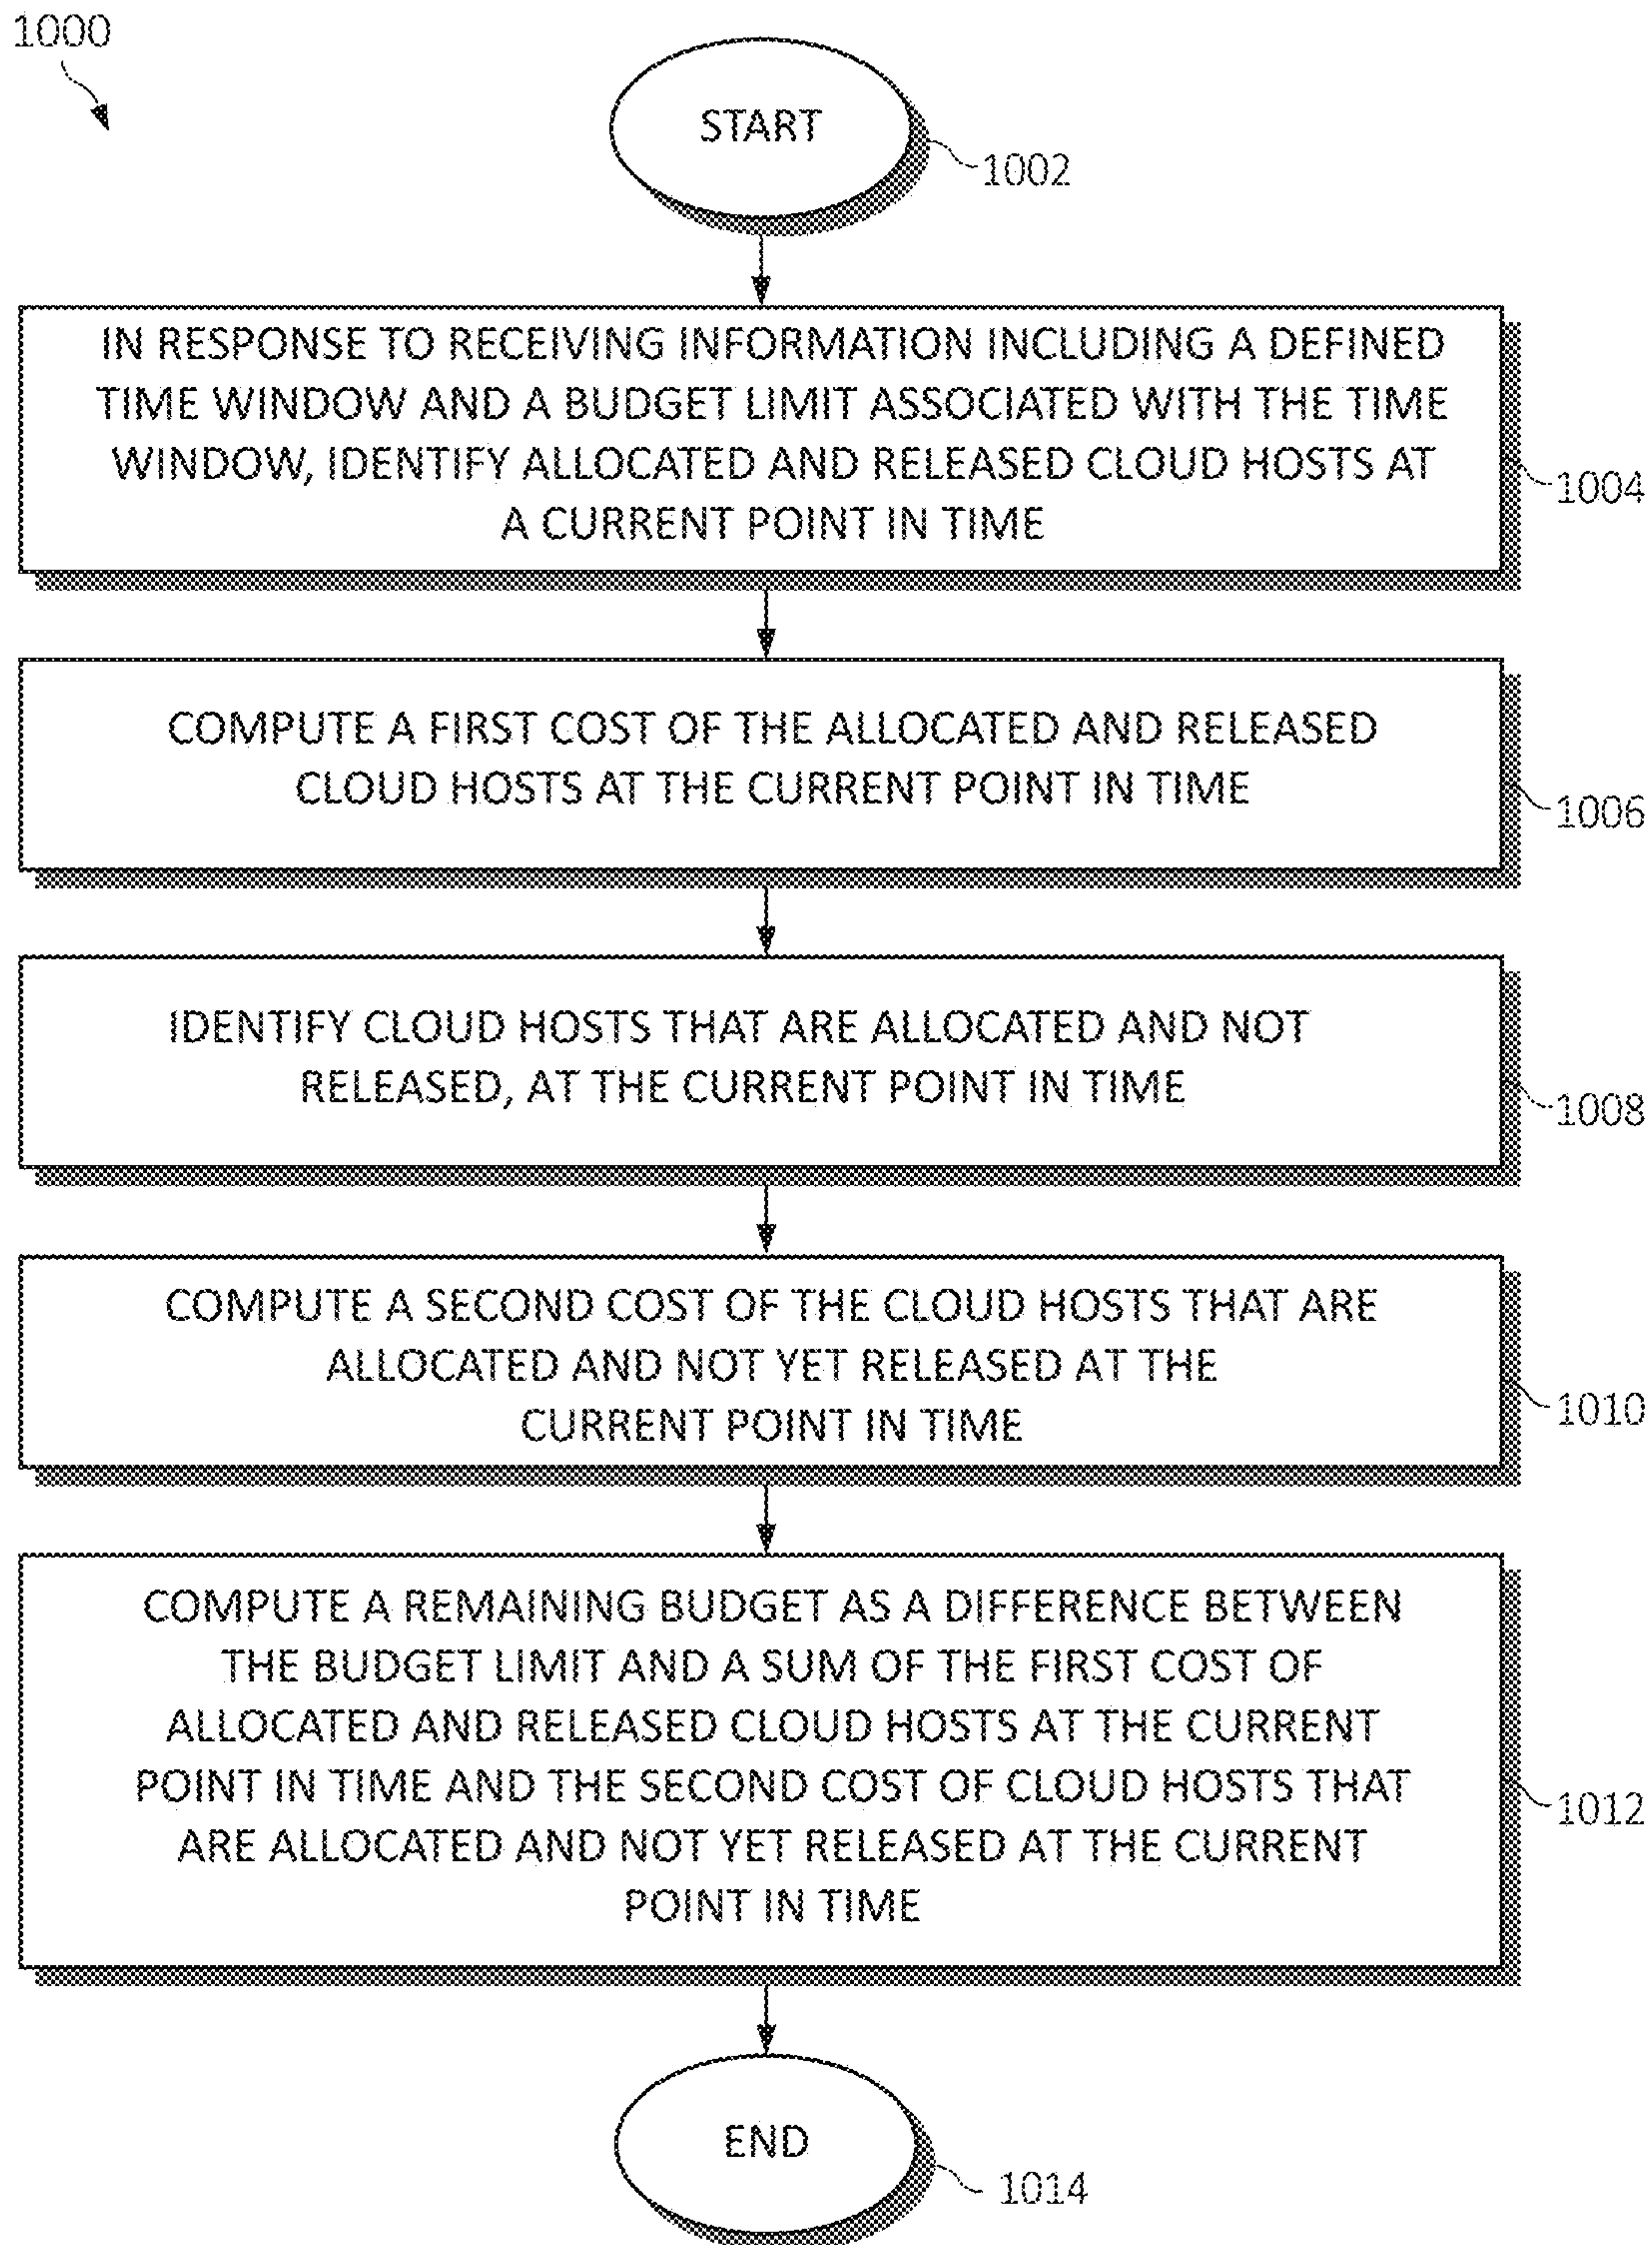 1000
START
1002
IN RESPONSE TO RECEIVING INFORMATION INCLUDING A DEFINED
TIME WINDOW AND A BUDGET LIMIT ASSOCIATED WITH THE TIME
WINDOW, IDENTIFY ALLOCATED AND RELEASED CLOUD HOSTS AT
A CURRENT POINT IN TIME
1004
COMPUTE A FIRST COST OF THE ALLOCATED AND RELEASED
CLOUD HOSTS AT THE CURRENT POINT IN TIME
1006
IDENTIFY CLOUD HOSTS THAT ARE ALLOCATED AND NOT
RELEASED, AT THE CURRENT POINT IN TIME
1008
COMPUTE A SECOND COST OF THE CLOUD HOSTS THAT ARE
ALLOCATED AND NOT YET RELEASED AT THE
CURRENT POINT IN TIME
1010
COMPUTE A REMAINING BUDGET AS A DIFFERENCE BETWEEN
THE BUDGET LIMIT AND A SUM OF THE FIRST COST OF
ALLOCATED AND RELEASED CLOUD HOSTS AT THE CURRENT
POINT IN TIME AND THE SECOND COST OF CLOUD HOSTS THAT
ARE ALLOCATED AND NOT YET RELEASED AT THE CURRENT
POINT IN TIME
1012
END
1014